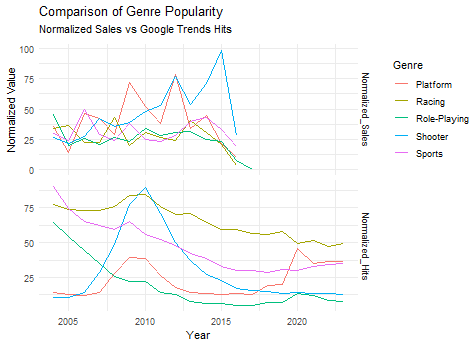 Comparison of Genre Popularity
Normalized Sales vs Google Trends Hits
Normalized Value
100
75
50
25
0
Normalized_Sales
75
50
25
Normalized_Hits
2005
2010
2015
2020
Year
Genre
Platform
Racing
Role-Playing
Shooter
Sports